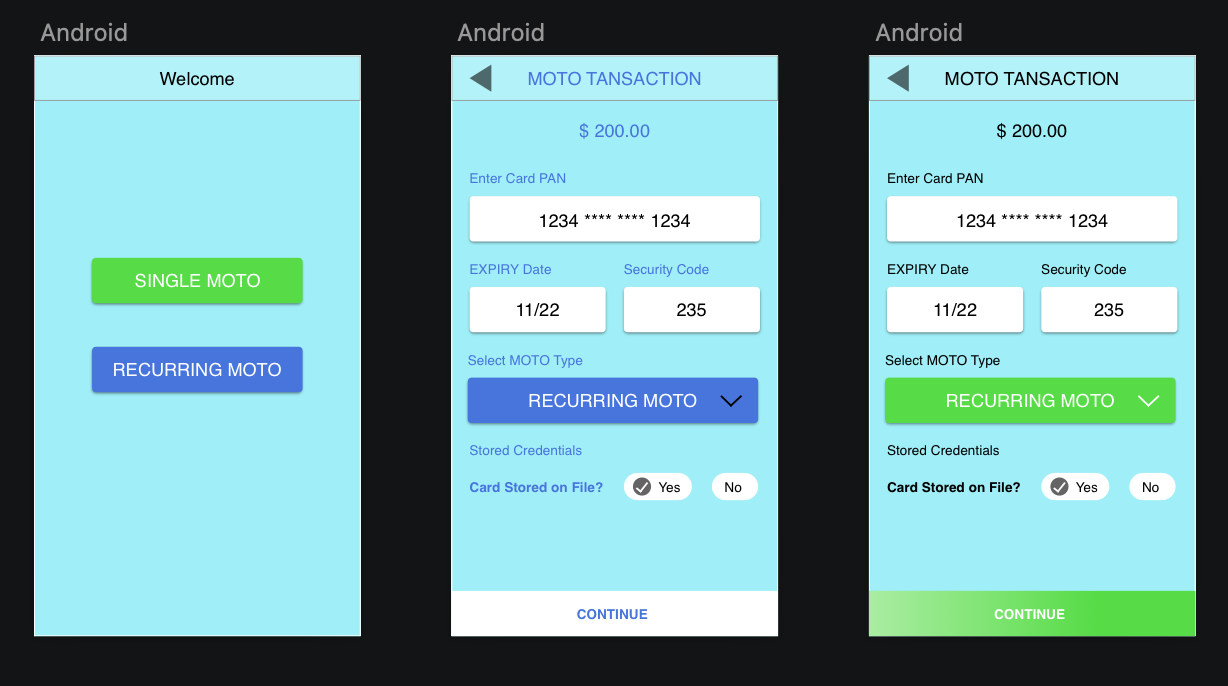 Android
Welcome
SINGLE MOTO
RECURRING MOTO
Android
MOTO TANSACTION
$ 200.00
Enter Card PAN
1234 **** **** 1234
EXPIRY Date Security Code
11/22 235
Select MOTO Type
RECURRING MOTO
Stored Credentials
Card Stored on File? Yes No
CONTINUE
Android
MOTO TANSACTION
$ 200.00
Enter Card PAN
1234 **** **** 1234
EXPIRY Date Security Code
11/22 235
Select MOTO Type
RECURRING MOTO
Stored Credentials
Card Stored on File? Yes No
CONTINUE